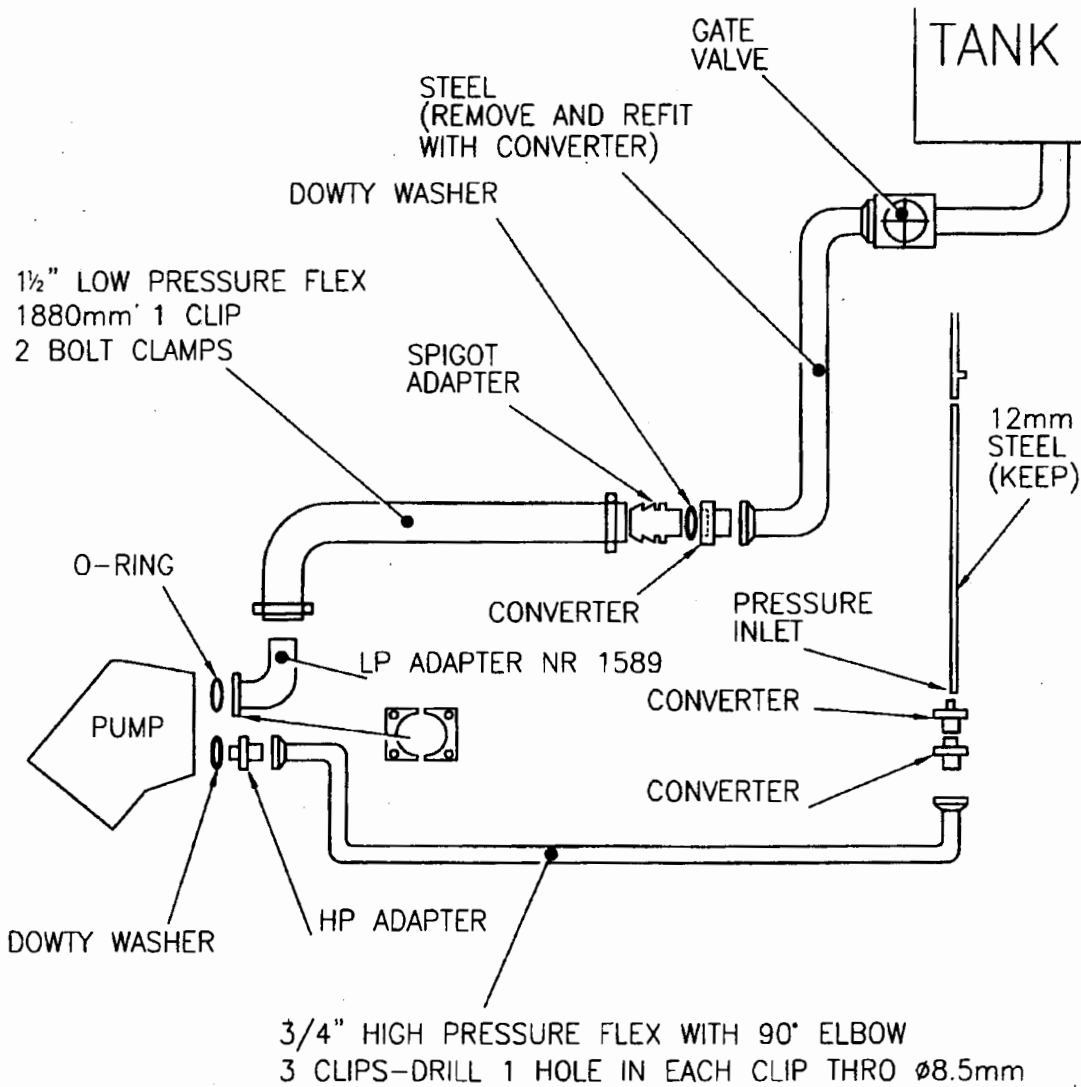 TANK
GATE
VALVE
STEEL
(REMOVE AND REFIT
WITH CONVERTER)
DOWTY WASHER
1½" LOW PRESSURE FLEX
1880mm' 1 CLIP
2 BOLT CLAMPS
SPIGOT
ADAPTER
12mm
STEEL
(KEEP)
O-RING
CONVERTER
PRESSURE
INLET
LP ADAPTER NR 1589
CONVERTER
PUMP
CONVERTER
HP ADAPTER
DOWTY WASHER
3/4" HIGH PRESSURE FLEX WITH 90° ELBOW
3 CLIPS-DRILL 1 HOLE IN EACH CLIP THRO ø8.5mm